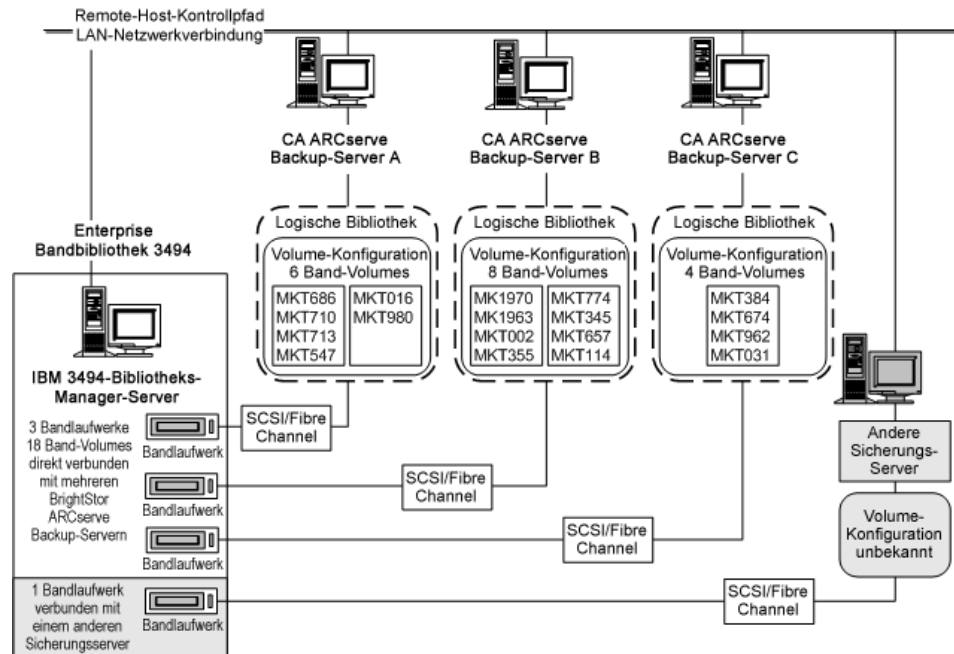 Remote-Host-Kontrollpfad
LAN-Netzwerkverbindung
CA ARCserve
Backup-Server A
CA ARCserve
Backup-Server B
CA ARCserve
Backup-Server C
Logische Bibliothek
Volume-Konfiguration
6 Band-Volumes
MKT686
MKT710
MKT713
MKT547
MKT016
MKT980
Logische Bibliothek
Volume-Konfiguration
8 Band-Volumes
MK1970
MK1963
MKT002
MKT355
MKT774
MKT345
MKT657
MKT114
Logische Bibliothek
Volume-Konfiguration
4 Band-Volumes
MKT384
MKT674
MKT962
MKT031
Enterprise
Bandbibliothek 3494
IBM 3494-Bibliotheks-
Manager-Server
3 Bandlaufwerke
18 Band-Volumes
direkt verbunden
mit mehreren
BrightStor
ARCserve
Backup-Servern
Bandlaufwerk
Bandlaufwerk
Bandlaufwerk
SCSI/Fibre
Channel
SCSI/Fibre
Channel
SCSI/Fibre
Channel
Andere
Sicherungs-
Server
Volume-
Konfiguration
unbekannt
1 Bandlaufwerk
verbunden mit
einem anderen
Sicherungsserver
Bandlaufwerk
SCSI/Fibre
Channel